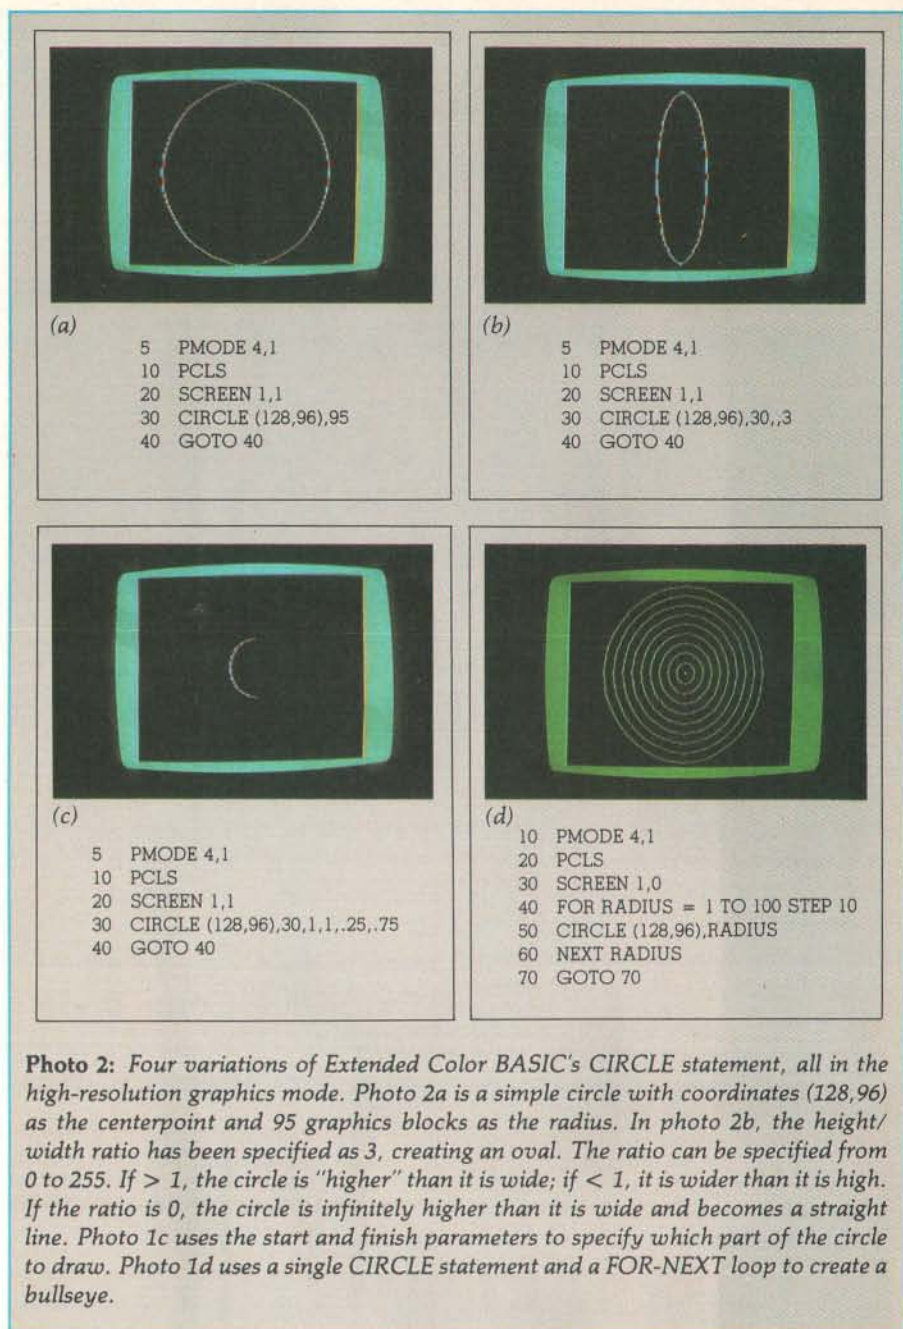 (a)
5 PMODE 4,1
10 PCLS
20 SCREEN 1,1
30 CIRCLE (128,96),95
40 GOTO 40
(b)
5 PMODE 4,1
10 PCLS
20 SCREEN 1,1
30 CIRCLE (128,96),30,,3
40 GOTO 40
(c)
5 PMODE 4,1
10 PCLS
20 SCREEN 1,1
30 CIRCLE (128,96),30,1,1,.25,.75
40 GOTO 40
(d)
10 PMODE 4,1
20 PCLS
30 SCREEN 1,0
40 FOR RADIUS = 1 TO 100 STEP 10
50 CIRCLE (128,96),RADIUS
60 NEXT RADIUS
70 GOTO 70
Photo 2: Four variations of Extended Color BASIC's CIRCLE statement, all in the
high-resolution graphics mode. Photo 2a is a simple circle with coordinates (128,96)
as the centerpoint and 95 graphics blocks as the radius. In photo 2b, the height/
width ratio has been specified as 3, creating an oval. The ratio can be specified from
0 to 255. If > 1, the circle is "higher" than it is wide; if < 1, it is wider than it is high.
If the ratio is 0, the circle is infinitely higher than it is wide and becomes a straight
line. Photo 1c uses the start and finish parameters to specify which part of the circle
to draw. Photo 1d uses a single CIRCLE statement and a FOR-NEXT loop to create a
bullseye.